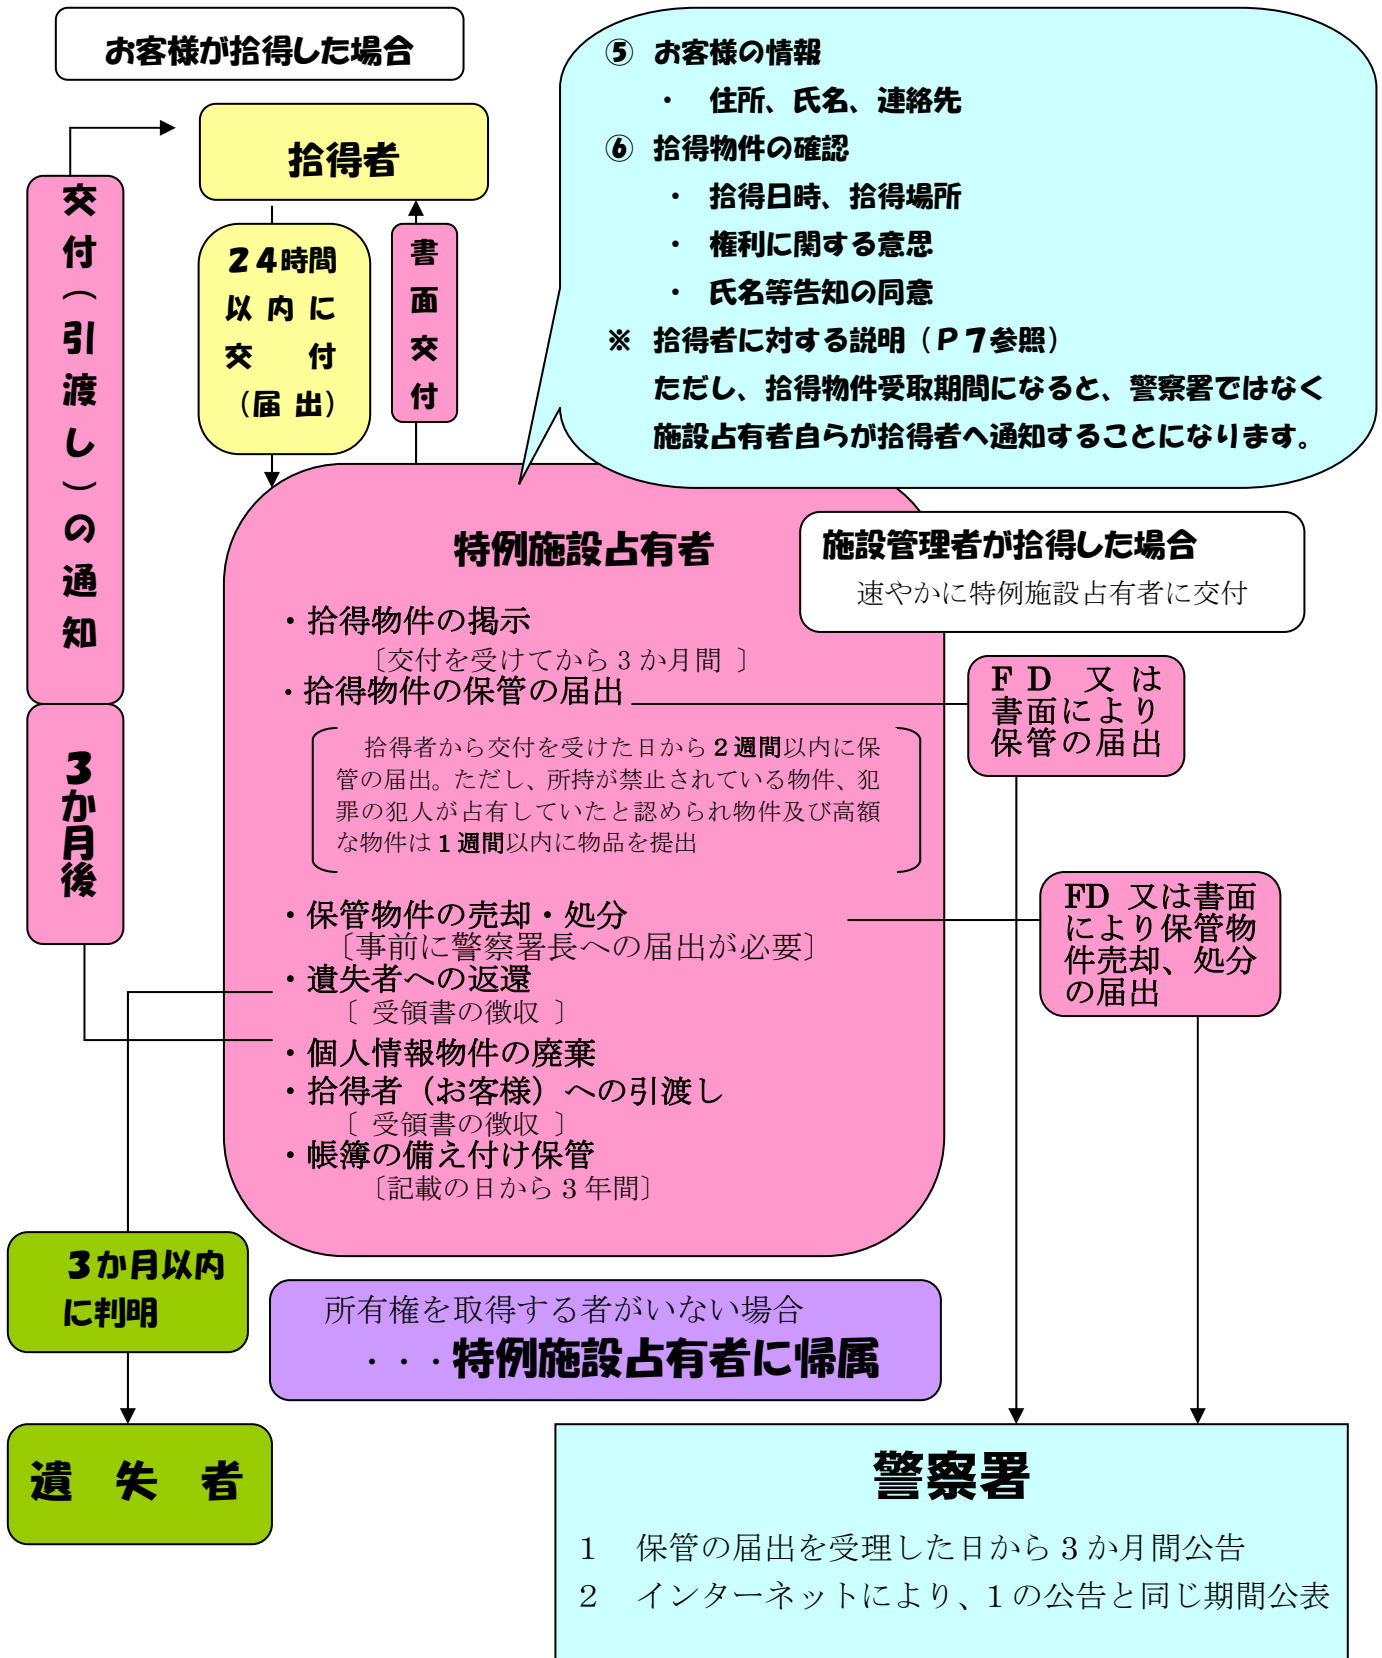 お客様が拾得した場合
⑤ お客様の情報
・ 住所、氏名、連絡先
⑥ 拾得物件の確認
・ 拾得日時、拾得場所
・ 権利に関する意思
・ 氏名等告知の同意
※ 拾得者に対する説明（Ｐ７参照）
ただし、拾得物件受取期間になると、警察署ではなく
施設占有者自らが拾得者へ通知することになります。
拾得者
２４時間
以内に
交 付
（届 出）
書面交付
交付（引渡し）の通知
３か月後
特例施設占有者
施設管理者が拾得した場合
速やかに特例施設占有者に交付
・拾得物件の掲示
〔交付を受けてから３か月間 〕
・拾得物件の保管の届出
拾得者から交付を受けた日から２週間以内に保
管の届出。ただし、所持が禁止されている物件、犯
罪の犯人が占有していたと認められ物件及び高額
な物件は１週間以内に物品を提出
ＦＤ 又は
書面により
保管の届出
・保管物件の売却・処分
〔事前に警察署長への届出が必要〕
・遺失者への返還
〔 受領書の徴収 〕
・個人情報物件の廃棄
・拾得者（お客様）への引渡し
〔 受領書の徴収 〕
・帳簿の備え付け保管
〔記載の日から３年間〕
FD 又は書面
により保管物
件売却、処分
の届出
３か月以内
に判明
所有権を取得する者がいない場合
・・・特例施設占有者に帰属
遺 失 者
警察署
１ 保管の届出を受理した日から３か月間公告
２ インターネットにより、１の公告と同じ期間公表